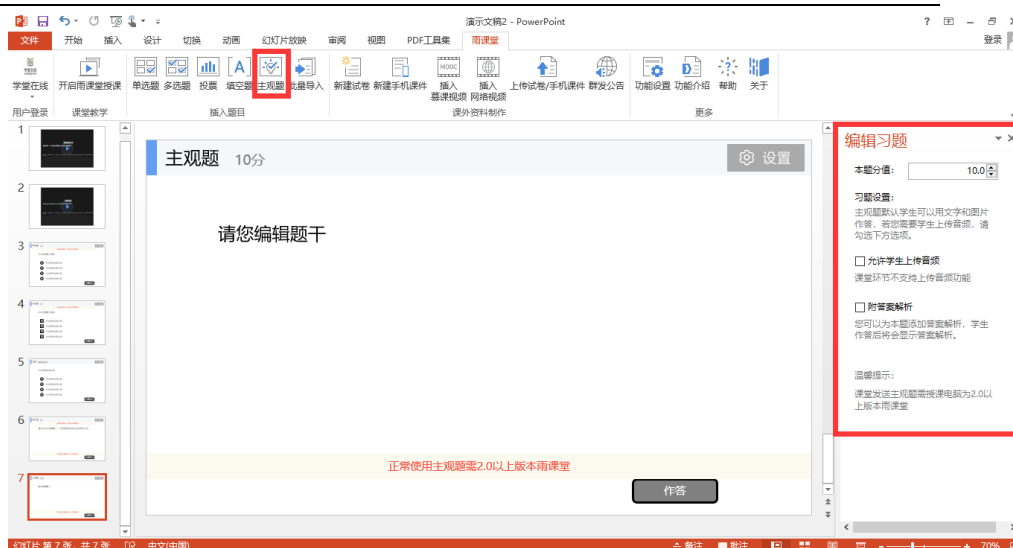 演示文稿2 - PowerPoint
文件 开始 插入 设计 切换 动画 幻灯片放映 审阅 视图 PDF工具集 雨课堂 登录
学堂在线 开启雨课堂授课 单选题 多选题 投票 填空题 主观题 批量导入 新建试卷 新建手机课件 插入 插入 上传试卷/手机课件 群发公告 功能设置 功能介绍 帮助 关于
慕课视频 网络视频
用户登录 课堂教学 插入题目 课外资料制作 更多
1
2
3
4
5
6
7
主观题 10分 设置
请您编辑题干
正常使用主观题需2.0以上版本雨课堂
作答
编辑习题
本题分值： 10.0
习题设置：
主观题默认学生可以用文字和图片
作答，若您需要学生上传音频，请
勾选下方选项。
允许学生上传音频
课堂环节不支持上传音频功能
附答案解析
您可以为本题添加答案解析，学生
作答后将会显示答案解析。
温馨提示：
课堂发送主观题需授课电脑为2.0以
上版本雨课堂
幻灯片 第 7 张，共 7 张 中文(中国) 备注 批注 70%